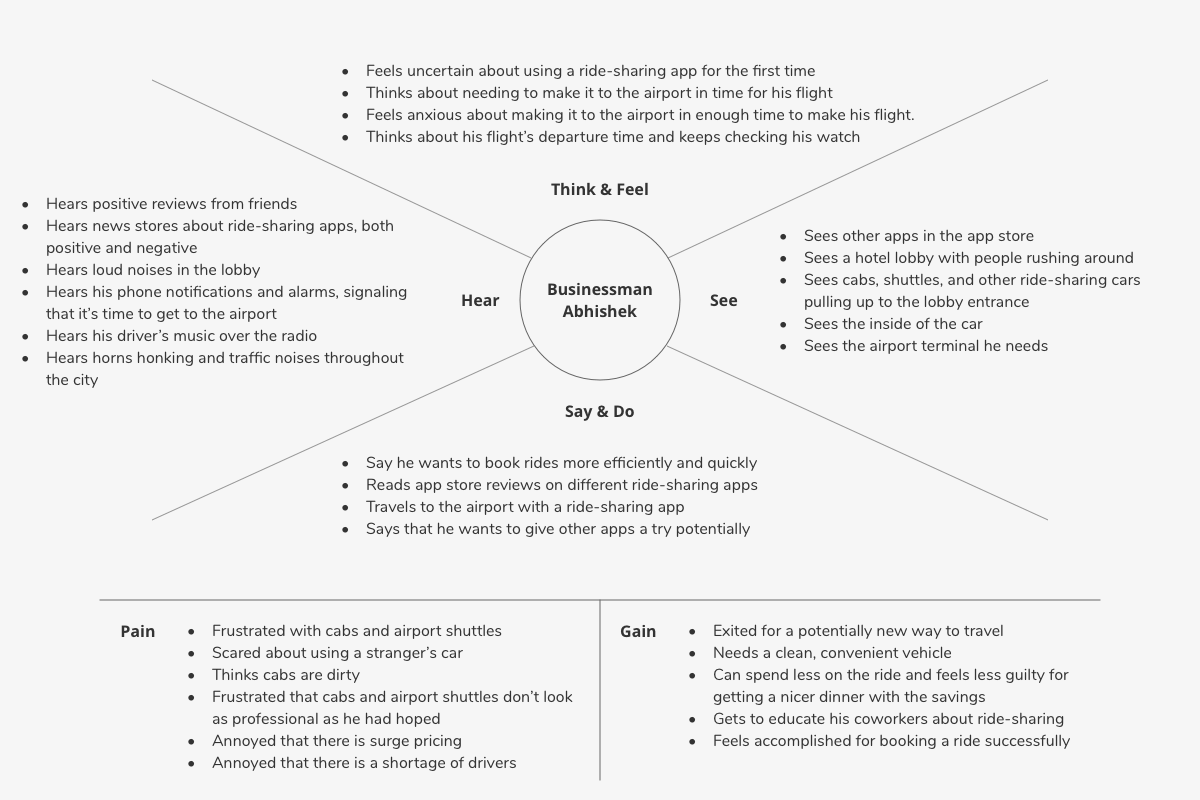 • Feels uncertain about using a ride-sharing app for the first time
• Thinks about needing to make it to the airport in time for his flight
• Feels anxious about making it to the airport in enough time to make his flight.
• Thinks about his flight’s departure time and keeps checking his watch
Think & Feel
• Hears positive reviews from friends
• Hears news stores about ride-sharing apps, both
positive and negative
• Hears loud noises in the lobby
• Hears his phone notifications and alarms, signaling
that it’s time to get to the airport
• Hears his driver’s music over the radio
• Hears horns honking and traffic noises throughout
the city
Hear
Businessman
Abhishek
See
• Sees other apps in the app store
• Sees a hotel lobby with people rushing around
• Sees cabs, shuttles, and other ride-sharing cars
pulling up to the lobby entrance
• Sees the inside of the car
• Sees the airport terminal he needs
Say & Do
• Say he wants to book rides more efficiently and quickly
• Reads app store reviews on different ride-sharing apps
• Travels to the airport with a ride-sharing app
• Says that he wants to give other apps a try potentially
Pain
• Frustrated with cabs and airport shuttles
• Scared about using a stranger’s car
• Thinks cabs are dirty
• Frustrated that cabs and airport shuttles don’t look
as professional as he had hoped
• Annoyed that there is surge pricing
• Annoyed that there is a shortage of drivers
Gain
• Exited for a potentially new way to travel
• Needs a clean, convenient vehicle
• Can spend less on the ride and feels less guilty for
getting a nicer dinner with the savings
• Gets to educate his coworkers about ride-sharing
• Feels accomplished for booking a ride successfully